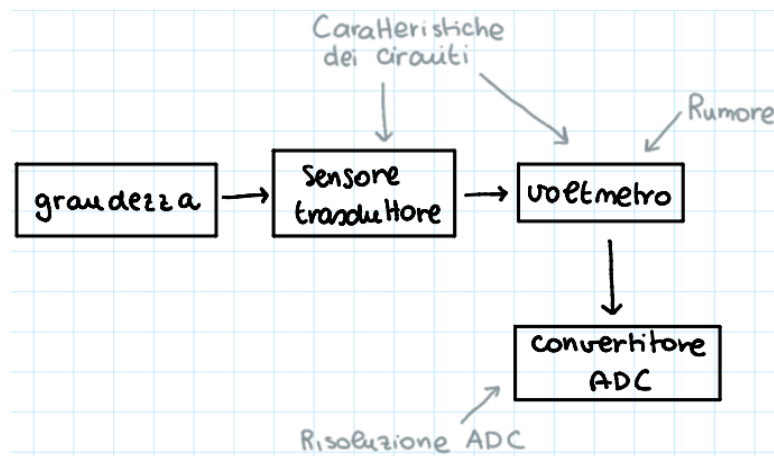 Caratteristiche
dei circuiti
Rumore
grandezza
sensore
trasduttore
voltmetro
convertitore
ADC
Risoluzione ADC